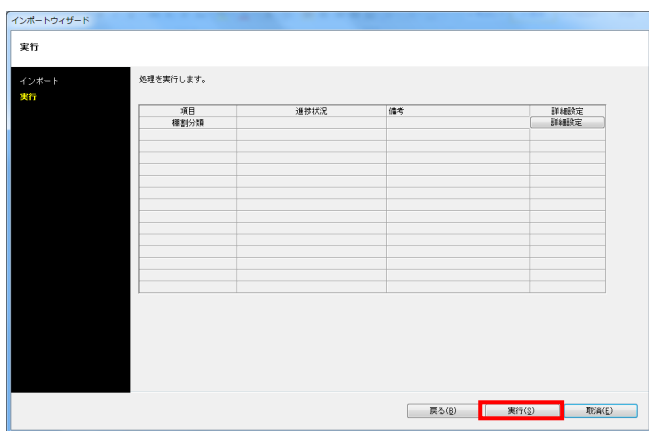 インポートウィザード
実行
インポート
実行
処理を実行します。
項目 進捗状況 備考 詳細設定
棚割分類 詳細設定
戻る(B) 実行(S) 取消(E)